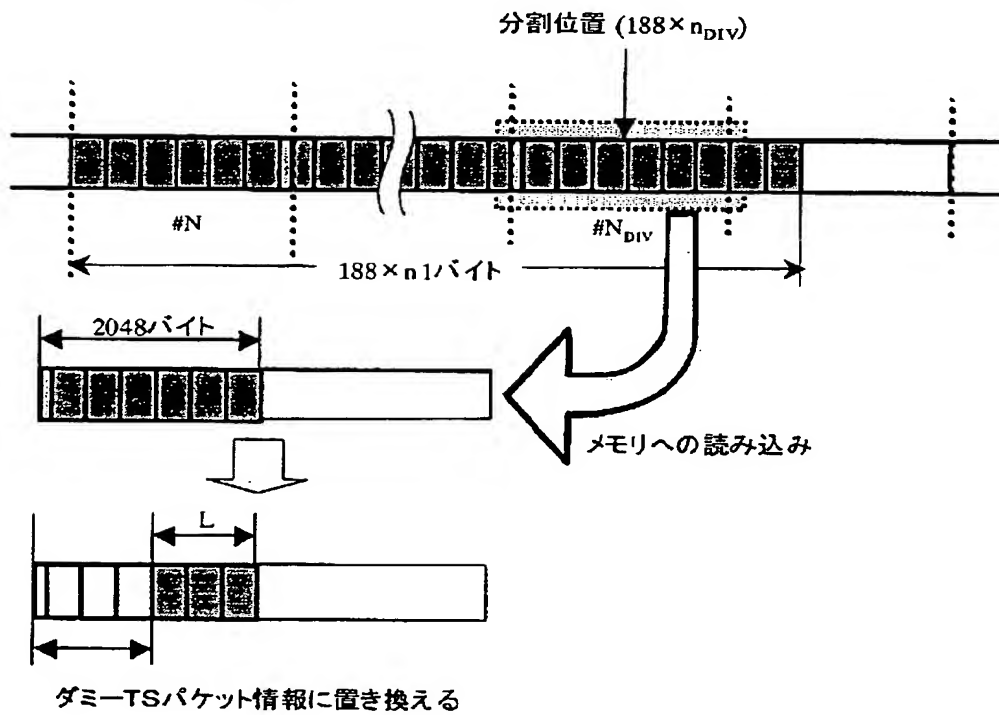 分割位置 (188×nDIV)
#N
#NDIV
188×n1バイト
2048バイト
メモリへの読み込み
L
ダミーTSパケット情報に置き換える